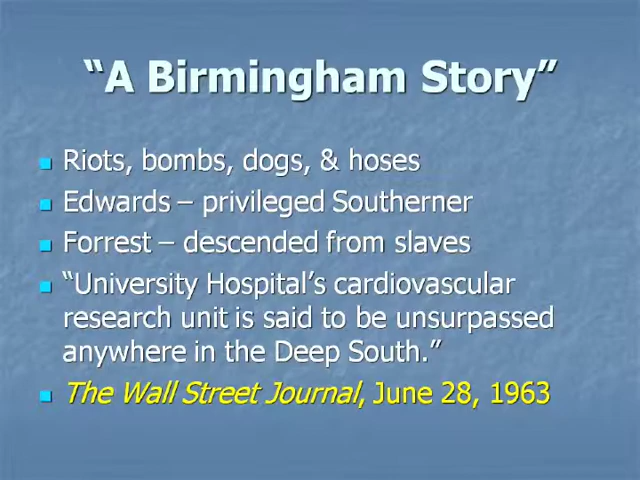 “A Birmingham Story”
Riots, bombs, dogs, & hoses
Edwards – privileged Southerner
Forrest – descended from slaves
“University Hospital’s cardiovascular
research unit is said to be unsurpassed
anywhere in the Deep South.”
The Wall Street Journal, June 28, 1963